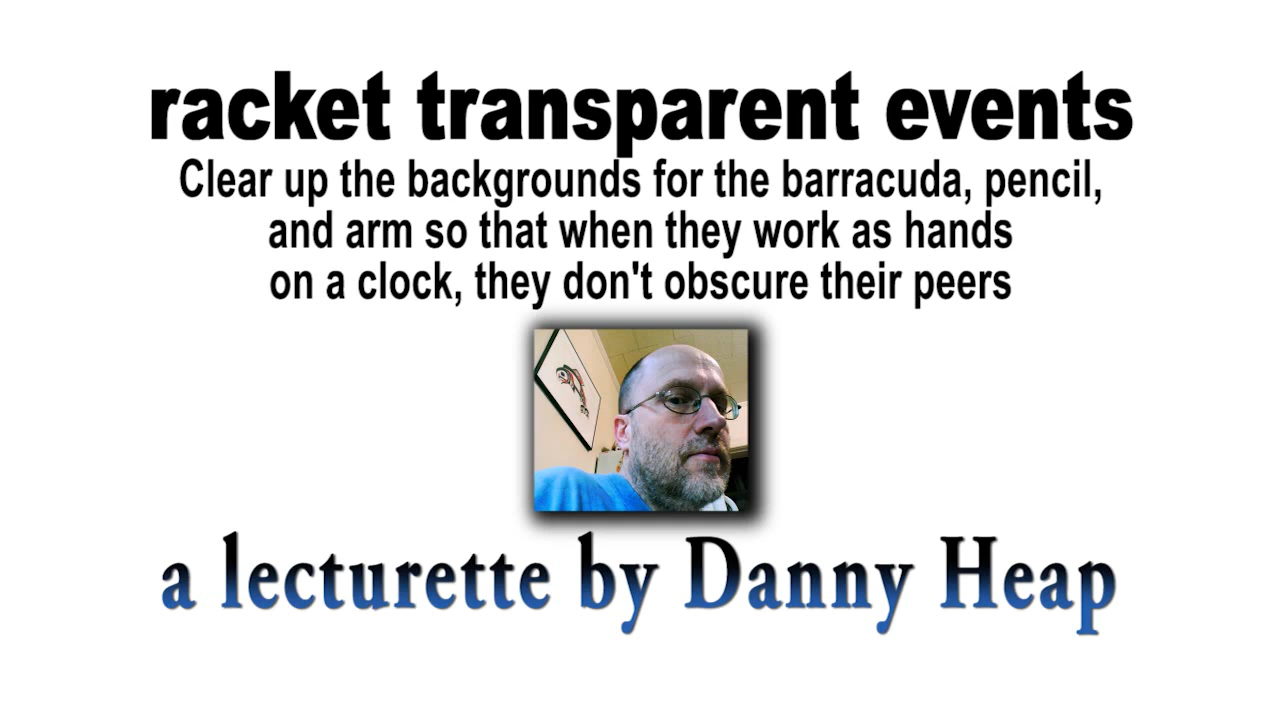 racket transparent events
Clear up the backgrounds for the barracuda, pencil,
and arm so that when they work as hands
on a clock, they don't obscure their peers
a lecturette by Danny Heap